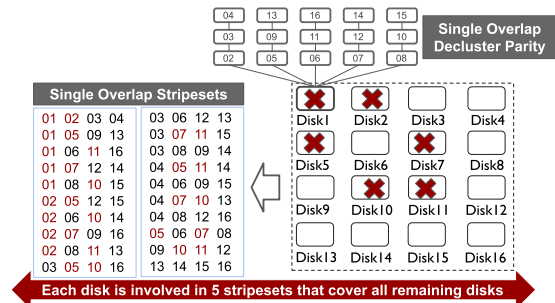 04 13 16 14 15
03 09 11 12 10
02 05 06 07 08
Single Overlap
Decluster Parity
Single Overlap Stripesets
01 02 03 04
01 05 09 13
01 06 11 16
01 07 12 14
01 08 10 15
02 05 12 15
02 06 10 14
02 07 09 16
02 08 11 13
03 05 10 16
03 06 12 13
03 07 11 15
03 08 09 14
04 05 11 14
04 06 09 15
04 07 10 13
04 08 12 16
05 06 07 08
09 10 11 12
13 14 15 16
Disk1 Disk2 Disk3 Disk4
Disk5 Disk6 Disk7 Disk8
Disk9 Disk10 Disk11 Disk12
Disk13 Disk14 Disk15 Disk16
Each disk is involved in 5 stripesets that cover all remaining disks